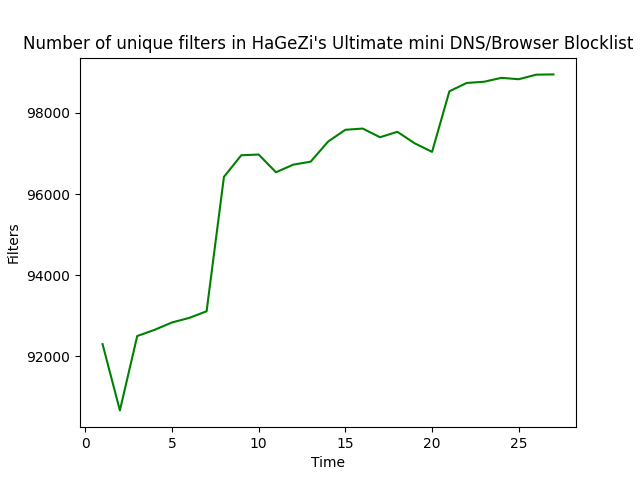 Number of unique filters in HaGeZi's Ultimate mini DNS/Browser Blocklist
98000
96000
94000
92000
Filters
0 5 10 15 20 25
Time